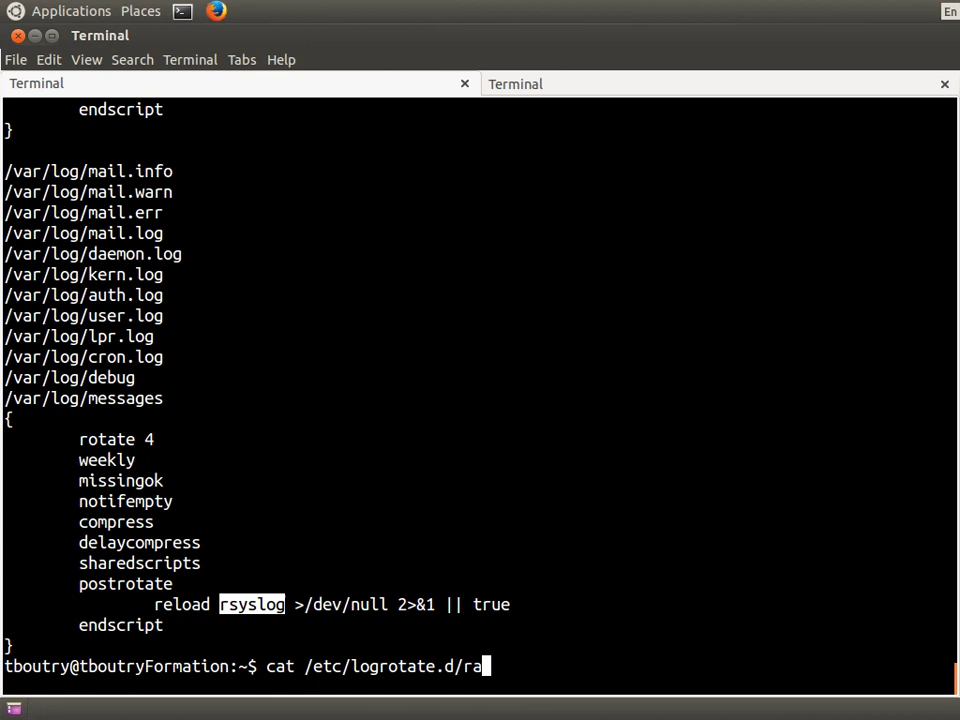 Applications Places En
Terminal
File Edit View Search Terminal Tabs Help
Terminal × Terminal ×
endscript
}
/var/log/mail.info
/var/log/mail.warn
/var/log/mail.err
/var/log/mail.log
/var/log/daemon.log
/var/log/kern.log
/var/log/auth.log
/var/log/user.log
/var/log/lpr.log
/var/log/cron.log
/var/log/debug
/var/log/messages
{
rotate 4
weekly
missingok
notifempty
compress
delaycompress
sharedscripts
postrotate
reload rsyslog >/dev/null 2>&1 || true
endscript
}
tboutry@tboutryFormation:~$ cat /etc/logrotate.d/ra